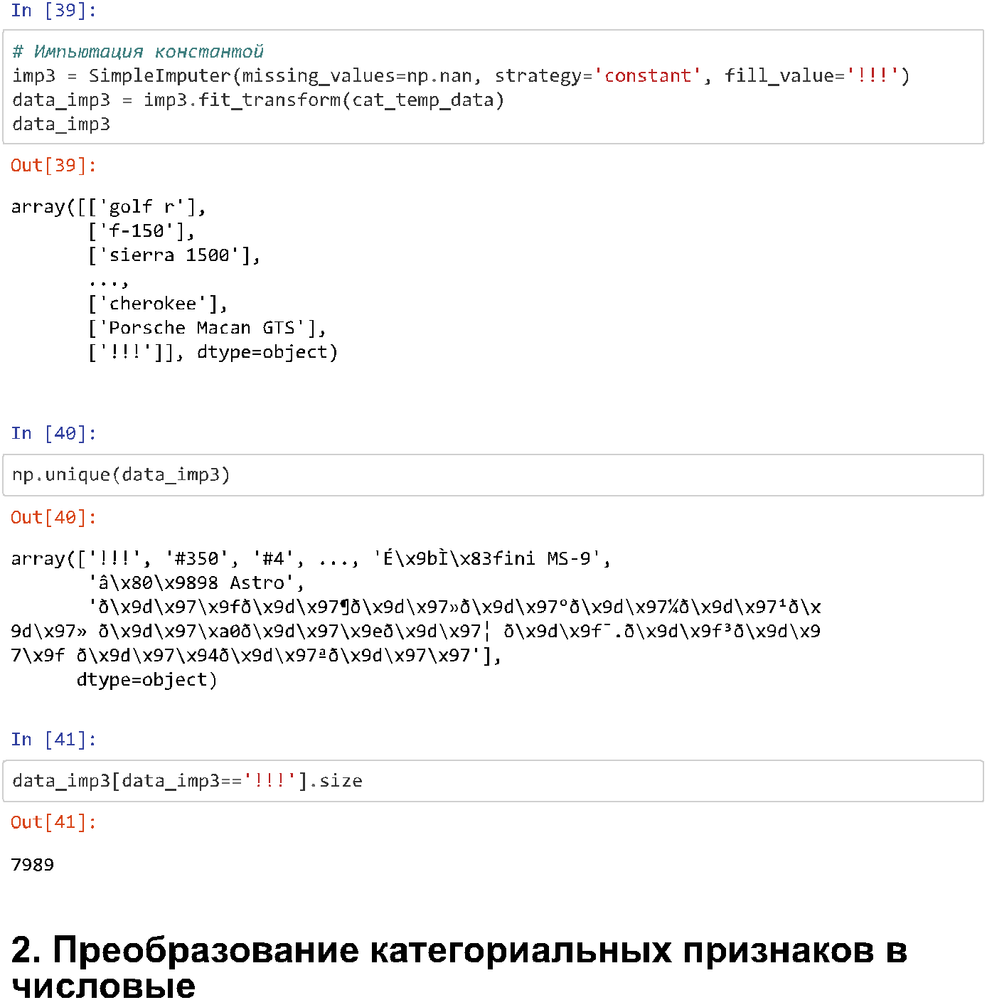 In [39]:
# Импьютация константой
imp3 = SimpleImputer(missing_values=np.nan, strategy='constant', fill_value='!!!')
data_imp3 = imp3.fit_transform(cat_temp_data)
data_imp3
Out[39]:
array([['golf r'],
       ['f-150'],
       ['sierra 1500'],
       ...,
       ['cherokee'],
       ['Porsche Macan GTS'],
       ['!!!']], dtype=object)
In [40]:
np.unique(data_imp3)
Out[40]:
array(['!!!', '#350', '#4', ..., 'É\x9bÌ\x83fini MS-9',
       'â\x80\x9898 Astro',
       'ð\x9d\x97\x9fð\x9d\x97¶ð\x9d\x97»ð\x9d\x97°ð\x9d\x97¼ð\x9d\x97¹ð\x
9d\x97» ð\x9d\x97\xa0ð\x9d\x97\x9eð\x9d\x97¦ ð\x9d\x9f¯.ð\x9d\x9f³ð\x9d\x9
7\x9f ð\x9d\x97\x94ð\x9d\x97ªð\x9d\x97\x97'],
      dtype=object)
In [41]:
data_imp3[data_imp3=='!!!'].size
Out[41]:
7989
2. Преобразование категориальных признаков в
числовые